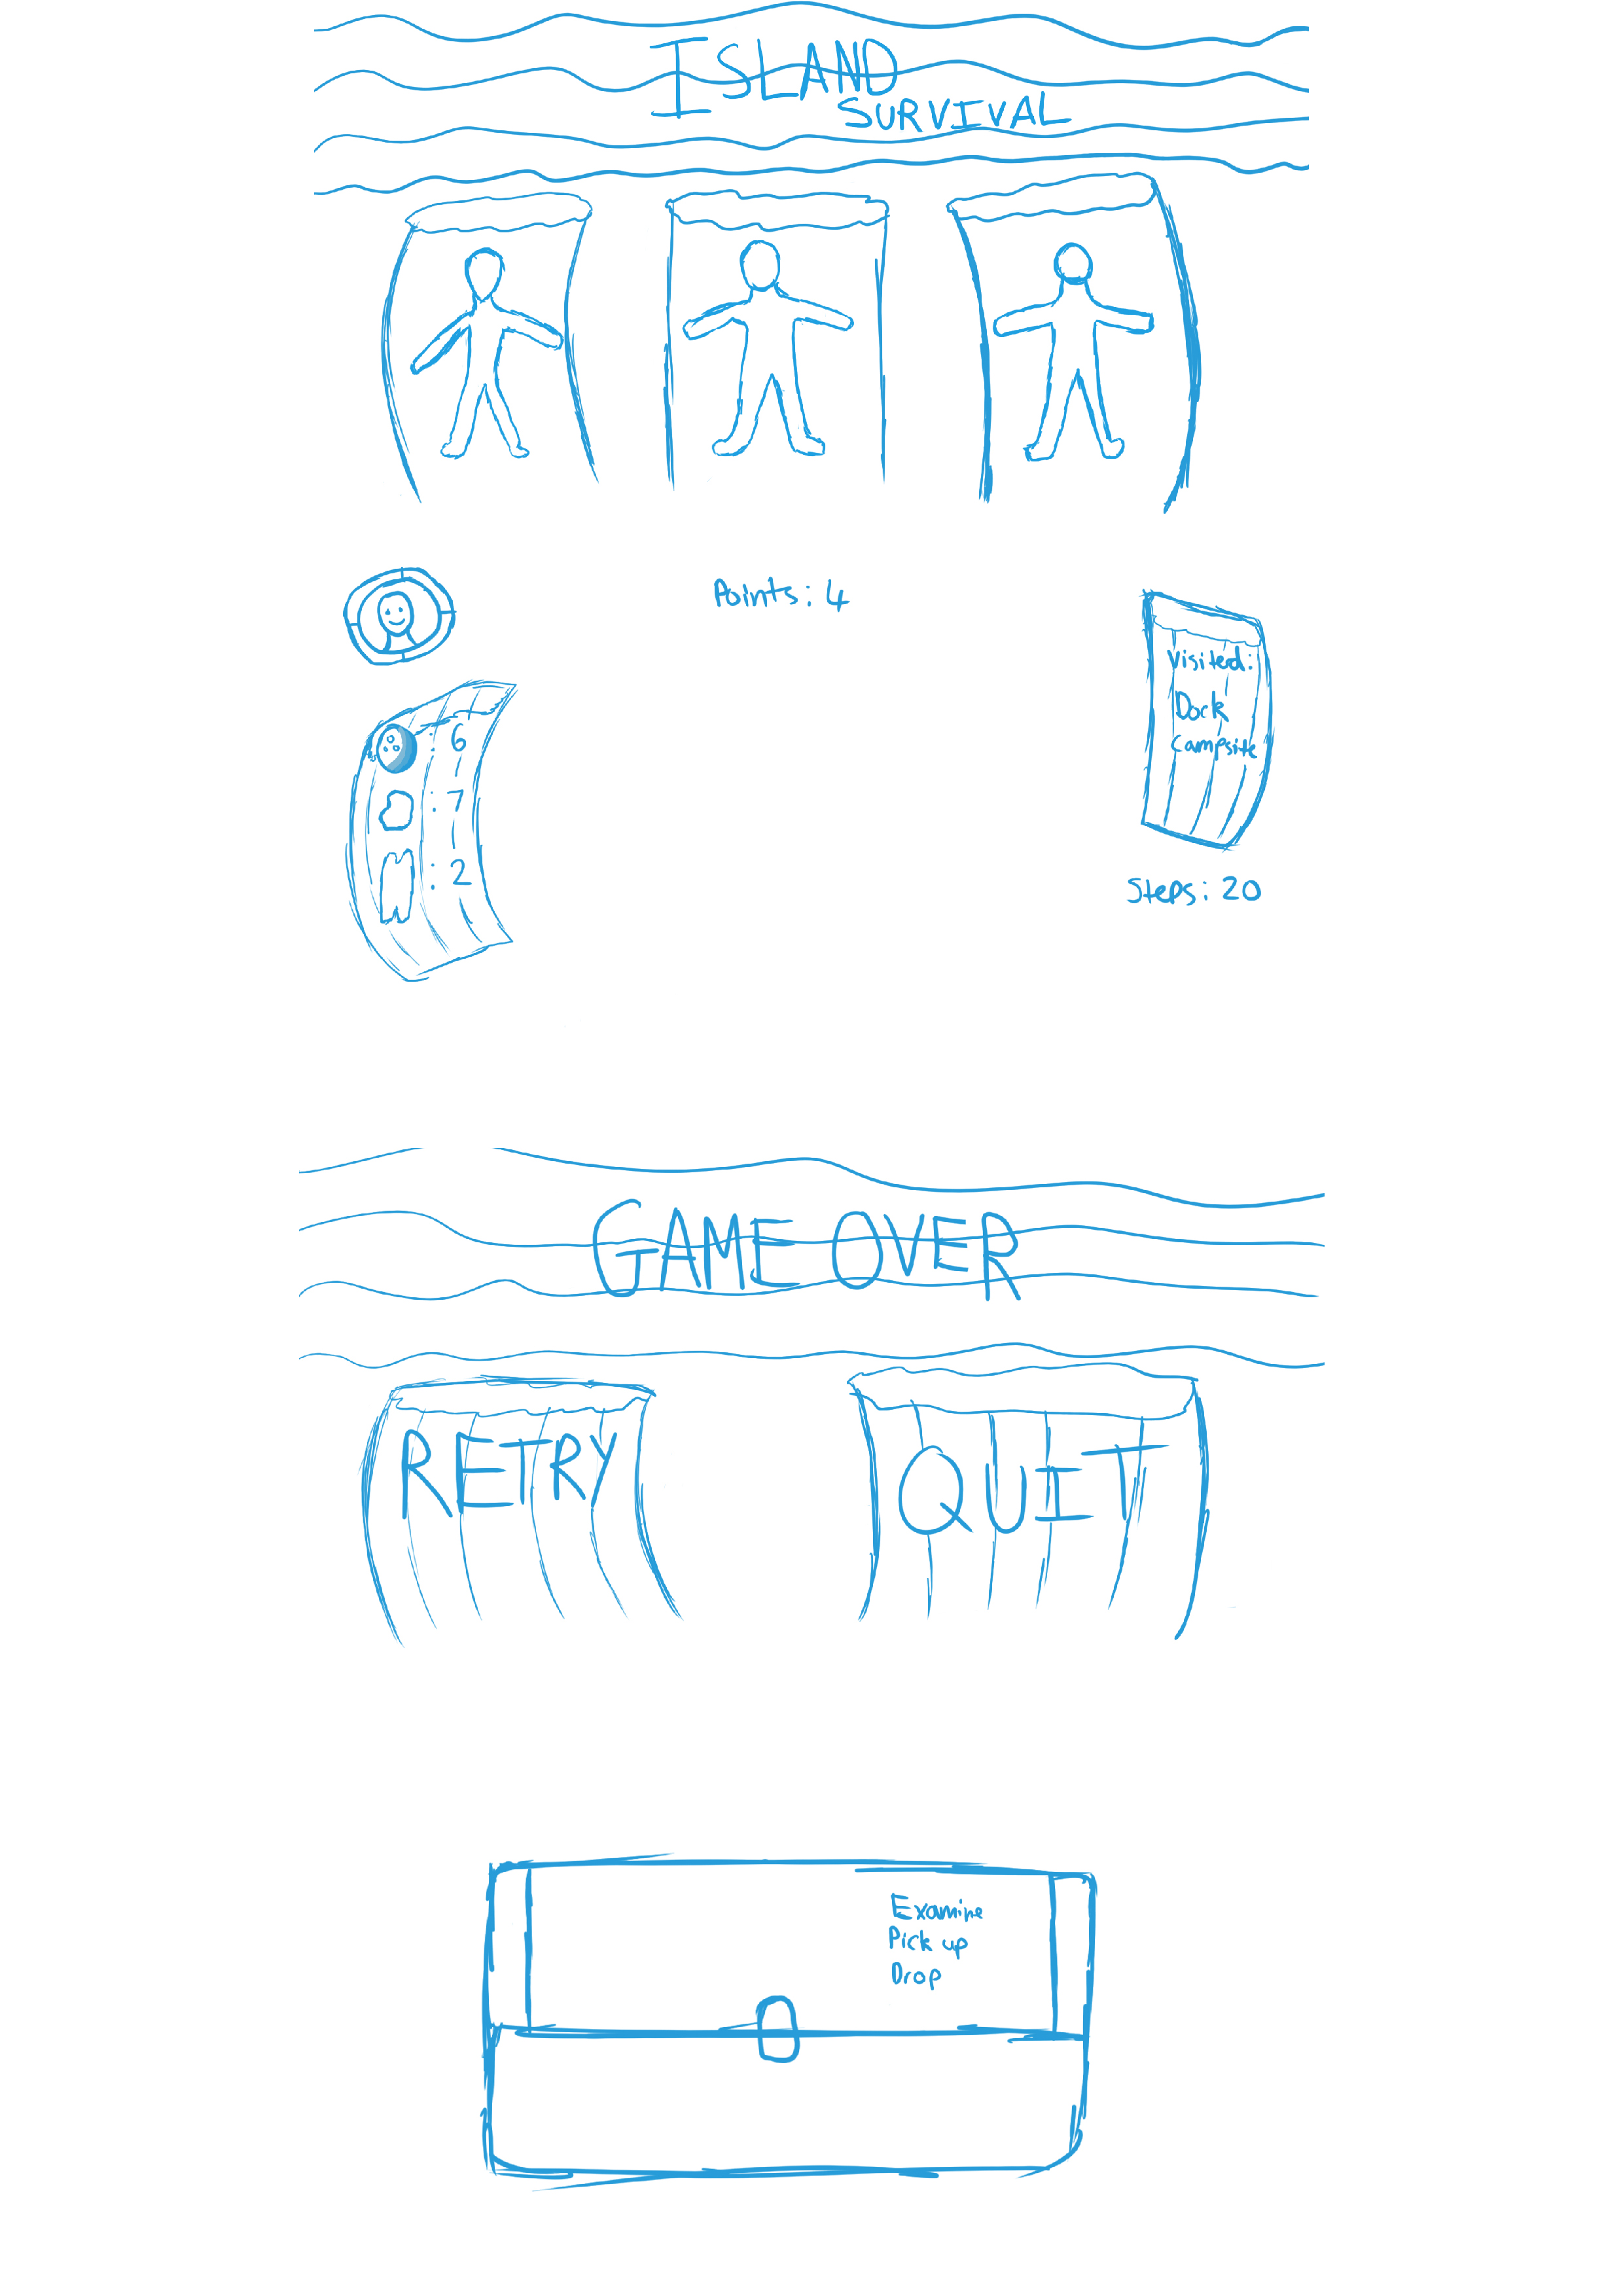 ISLAND
SURVIVAL
Points: 4
: 6
: 7
: 2
Visited:
Dock
Campsite
Steps: 20
GAME OVER
RETRY
QUIT
Examine
Pick up
Drop